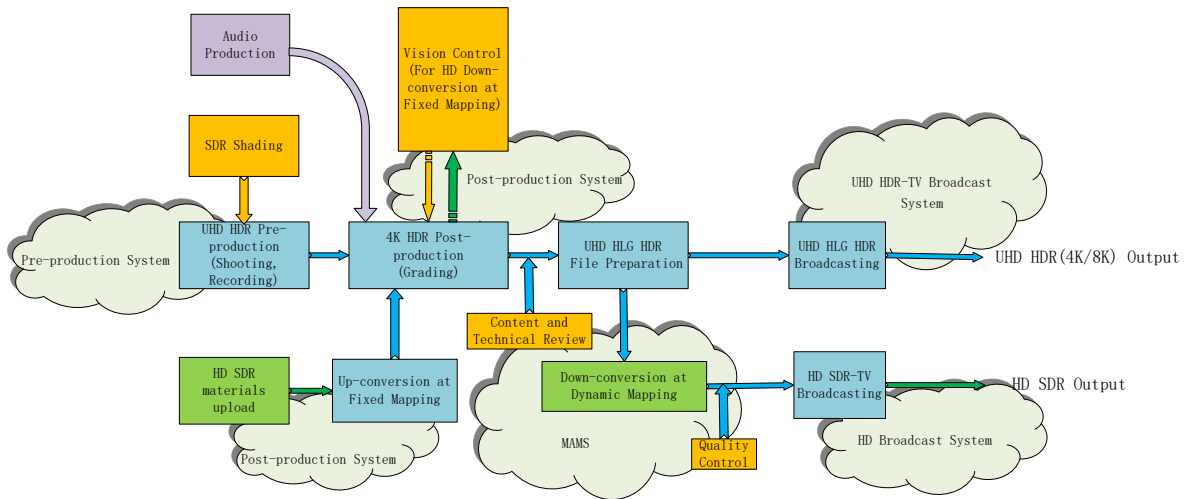 Audio
Production
Vision Control
(For HD Down-
conversion at
Fixed Mapping)
SDR Shading
Post-production System
UHD HDR-TV Broadcast
System
Pre-production System
UHD HDR Pre-
production
(Shooting,
Recording)
4K HDR Post-
production
(Grading)
UHD HLG HDR
File Preparation
UHD HLG HDR
Broadcasting
UHD HDR(4K/8K) Output
Content and
Technical Review
HD SDR
materials
upload
Up-conversion at
Fixed Mapping
Down-conversion at
Dynamic Mapping
HD SDR-TV
Broadcasting
HD SDR Output
MAMS
Quality
Control
Post-production System
HD Broadcast System